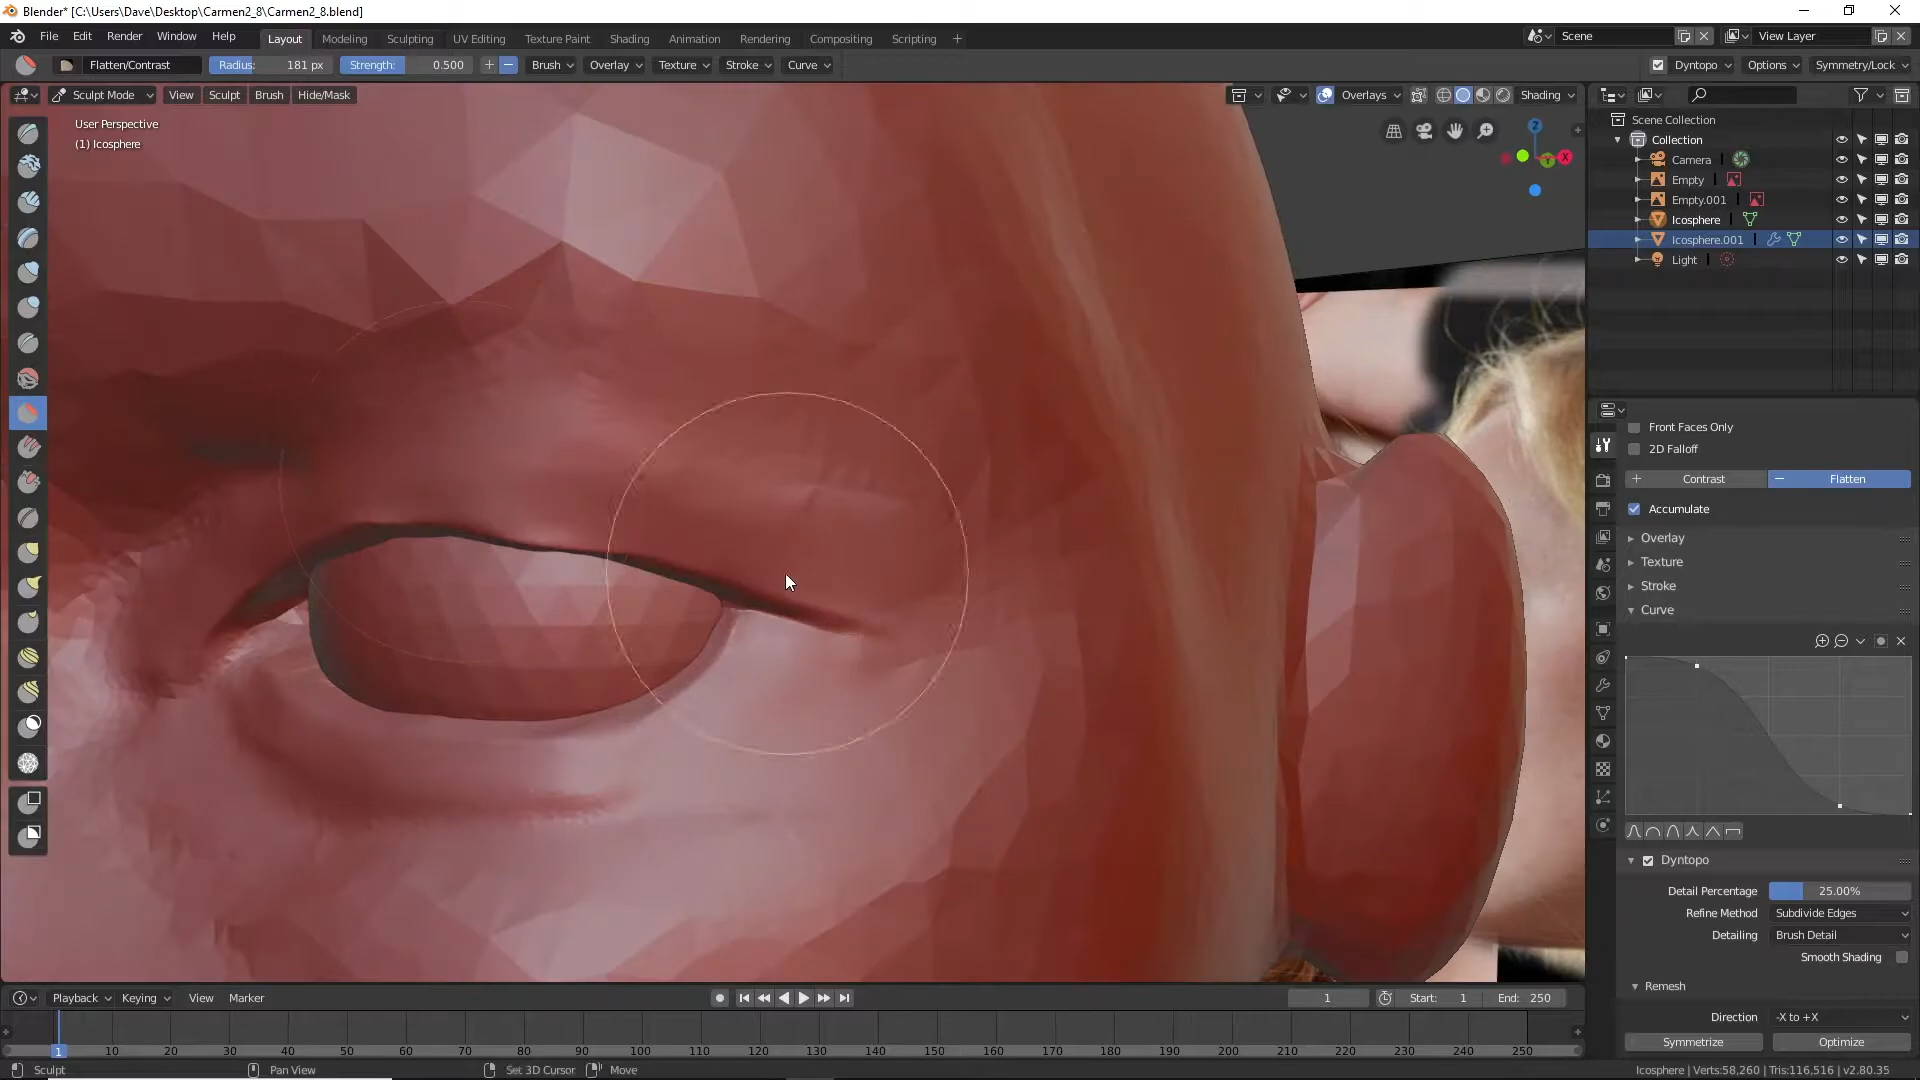 Blender* [C:\Users\Dave\Desktop\Carmen2_8\Carmen2_8.blend]
File Edit Render Window Help Layout Modeling Sculpting UV Editing Texture Paint Shading Animation Rendering Compositing Scripting + Scene View Layer
Flatten/Contrast Radius: 181 px Strength: 0.500 Brush Overlay Texture Stroke Curve Dyntopo Options Symmetry/Lock
Sculpt Mode View Sculpt Brush Hide/Mask Overlays Shading
User Perspective
(1) Icosphere
Z
X
Y
Scene Collection
Collection
Camera
Empty
Empty.001
Icosphere
Icosphere.001
Light
Front Faces Only
2D Falloff
+ Contrast − Flatten
Accumulate
Overlay
Texture
Stroke
Curve
Dyntopo
Detail Percentage 25.00%
Refine Method Subdivide Edges
Detailing Brush Detail
Smooth Shading
Remesh
Direction -X to +X
Symmetrize Optimize
Playback Keying View Marker 1 Start: 1 End: 250
1 10 20 30 40 50 60 70 80 90 100 110 120 130 140 150 160 170 180 190 200 210 220 230 240 250
Sculpt Pan View Set 3D Cursor Move Icosphere | Verts:58,260 | Tris:116,516 | v2.80.35